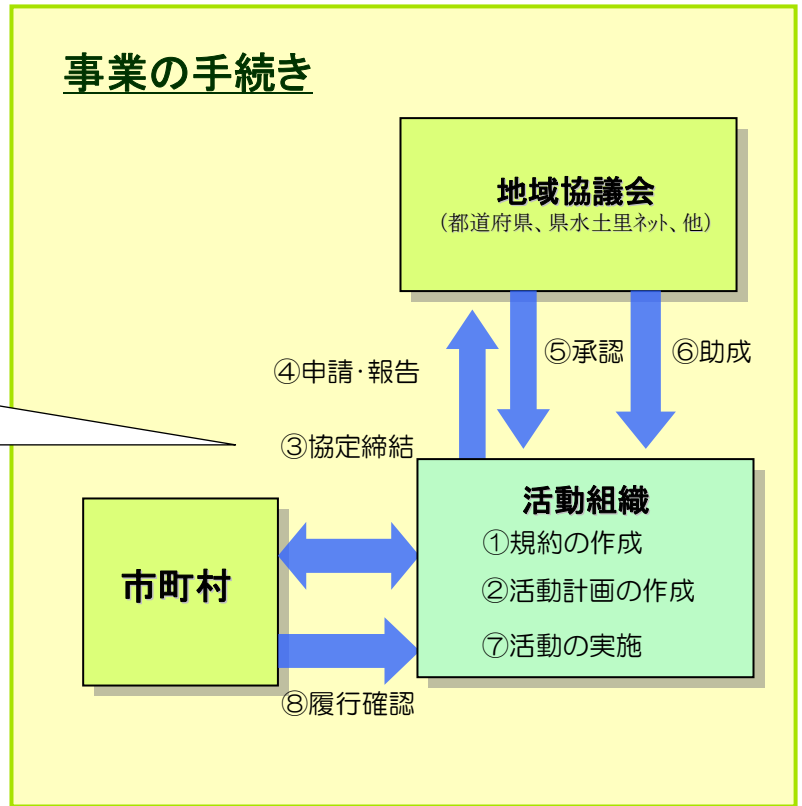 事業の手続き
地域協議会
（都道府県、県水土里ネット、他）
④申請・報告
⑤承認
⑥助成
③協定締結
活動組織
①規約の作成
②活動計画の作成
⑦活動の実施
市町村
⑧履行確認